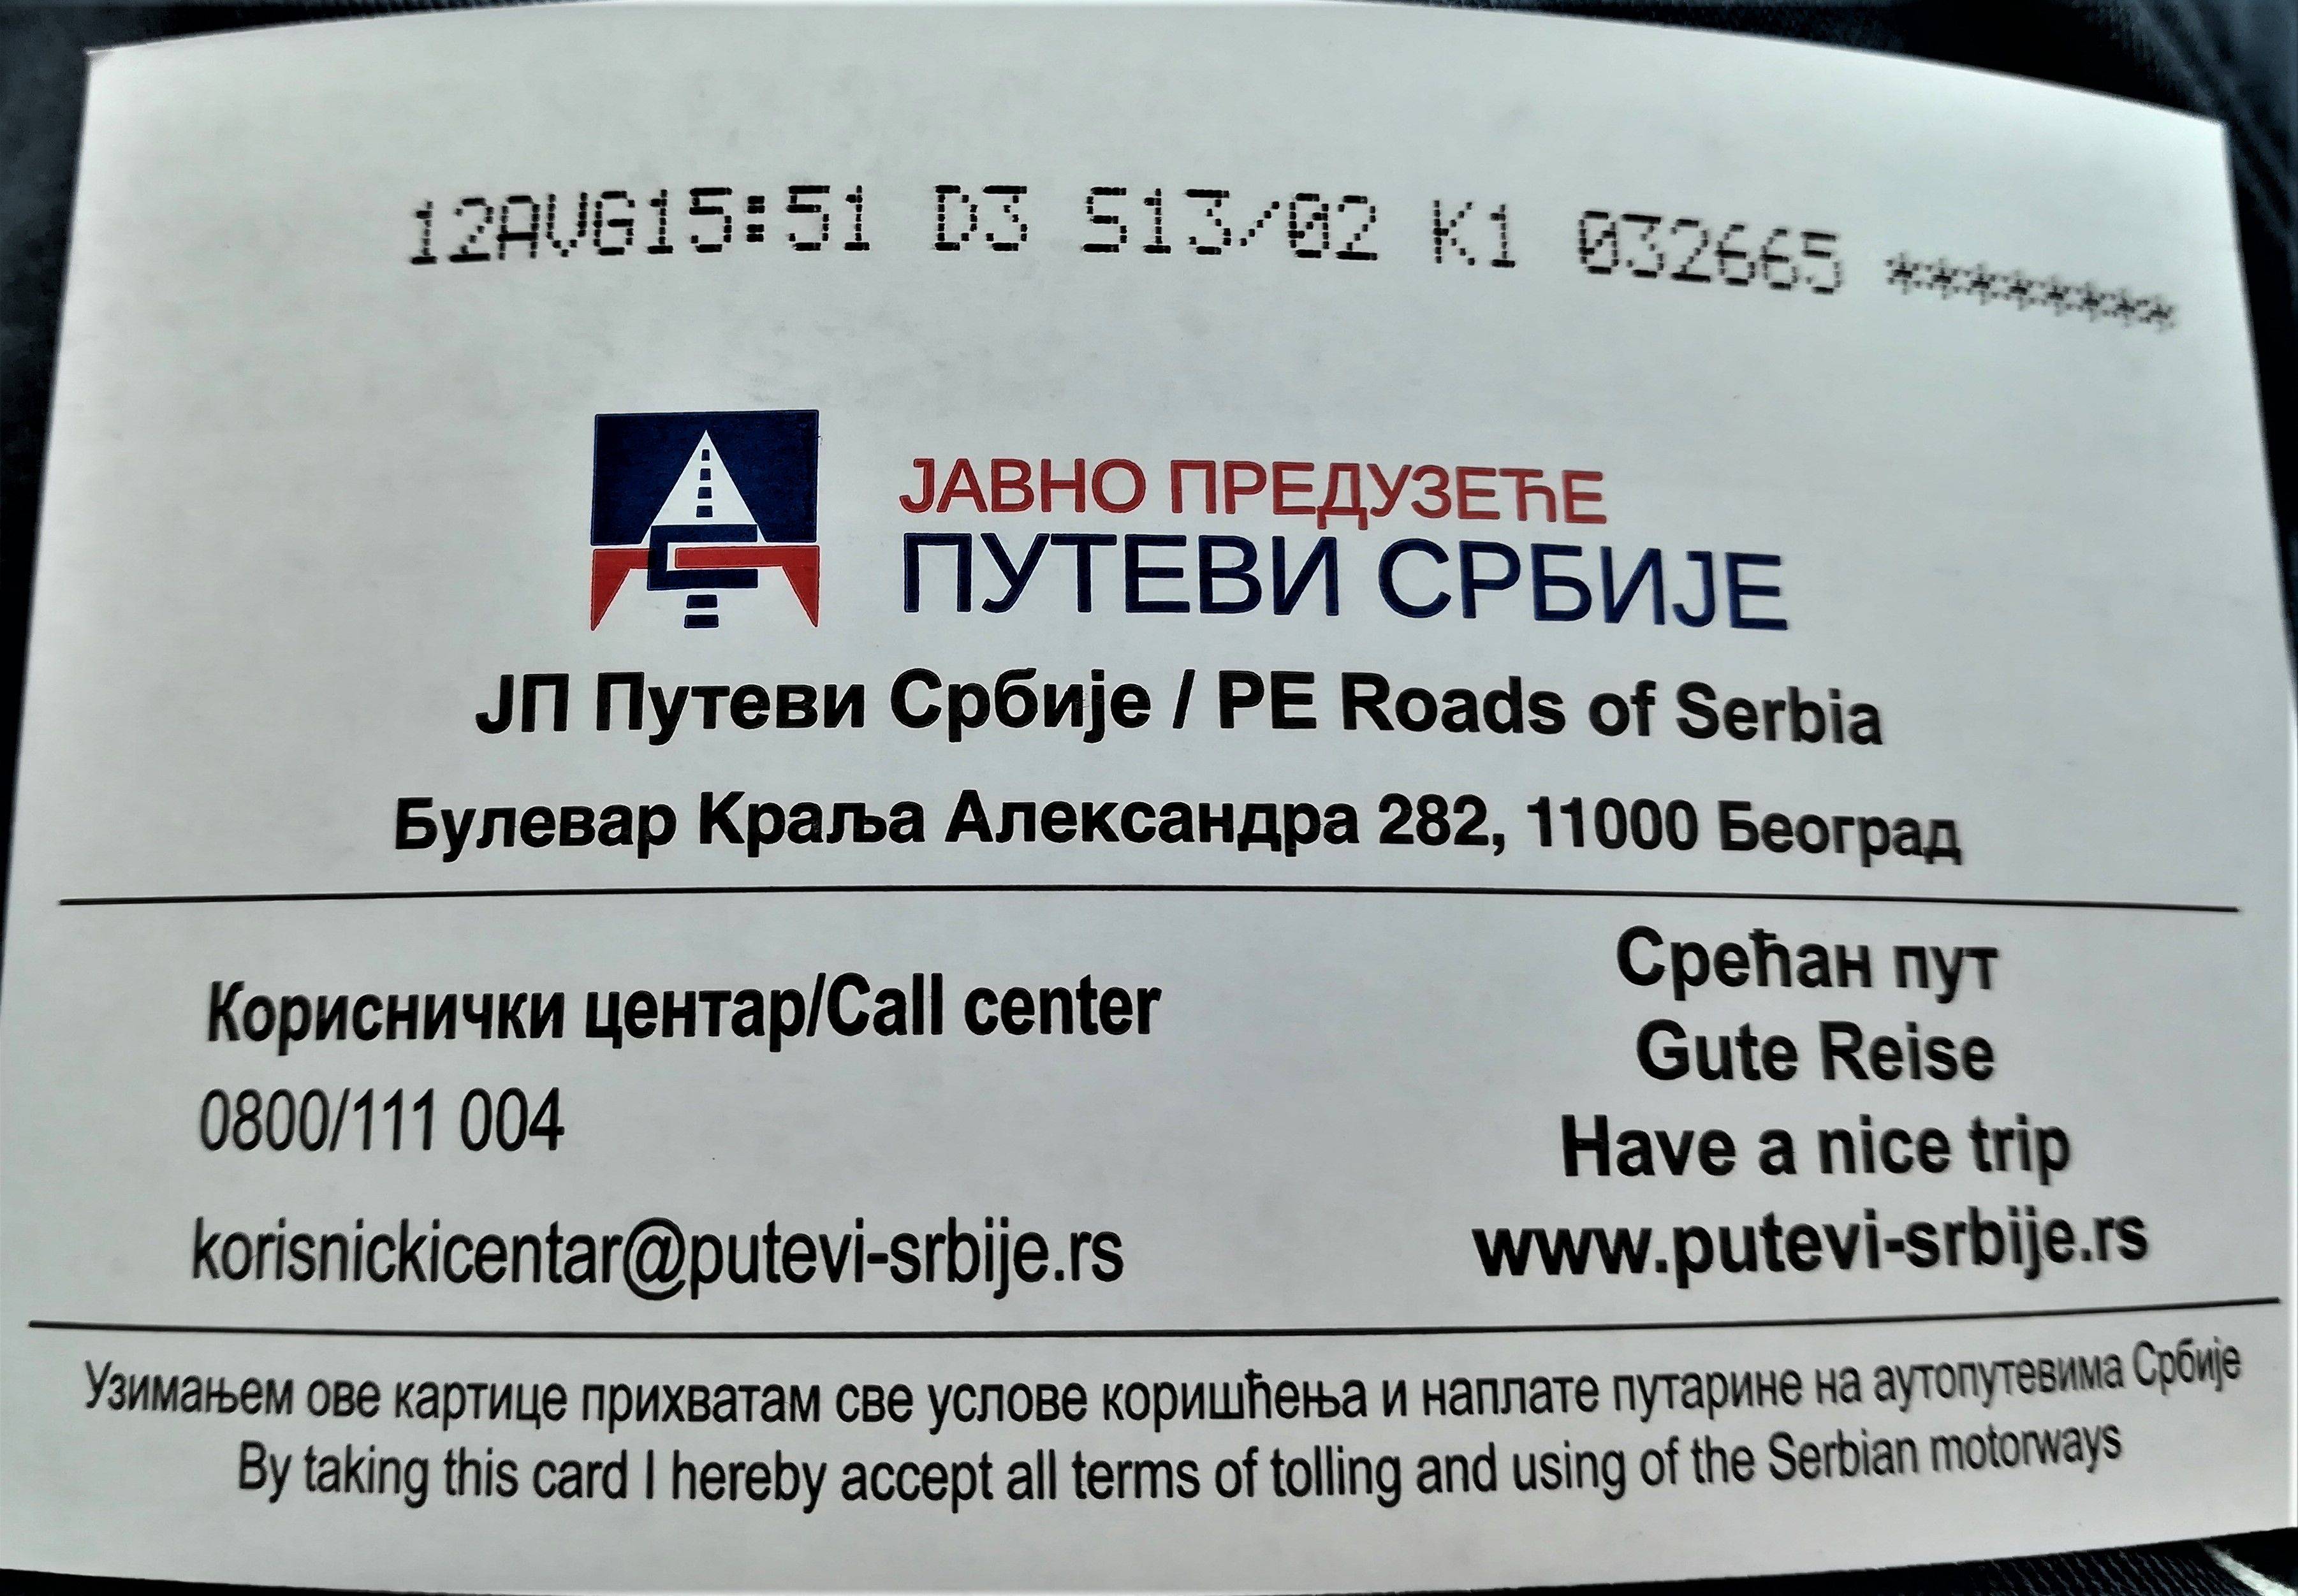 12AVG15:51 D3 S13/02 K1 032665 ********
ЈАВНО ПРЕДУЗЕЋЕ
ПУТЕВИ СРБИЈЕ
ЈП Путеви Србије / PE Roads of Serbia
Булевар Краља Александра 282, 11000 Београд
Кориснички центар/Call center
0800/111 004
korisnickicentar@putevi-srbije.rs
Срећан пут
Gute Reise
Have a nice trip
www.putevi-srbije.rs
Узимањем ове картице прихватам све услове коришћења и наплате путарине на аутопутевима Србије
By taking this card I hereby accept all terms of tolling and using of the Serbian motorways